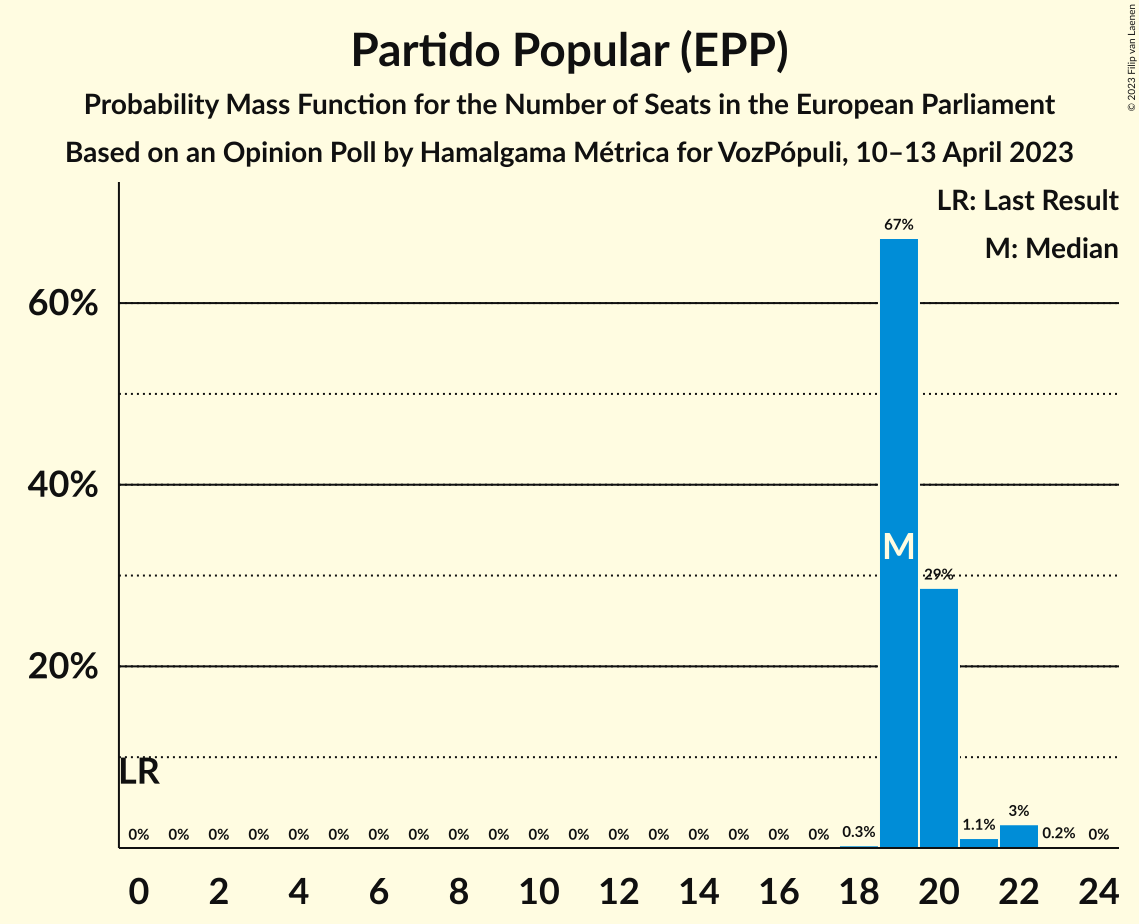 Partido Popular (EPP)
Probability Mass Function for the Number of Seats in the European Parliament
Based on an Opinion Poll by Hamalgama Métrica for VozPópuli, 10–13 April 2023
© 2023 Filip van Laenen
LR: Last Result
M: Median
67%
60%
40%
M
29%
20%
LR
0% 0% 0% 0% 0% 0% 0% 0% 0% 0% 0% 0% 0% 0% 0% 0% 0% 0% 0.3% 1.1% 3% 0.2% 0%
0 2 4 6 8 10 12 14 16 18 20 22 24